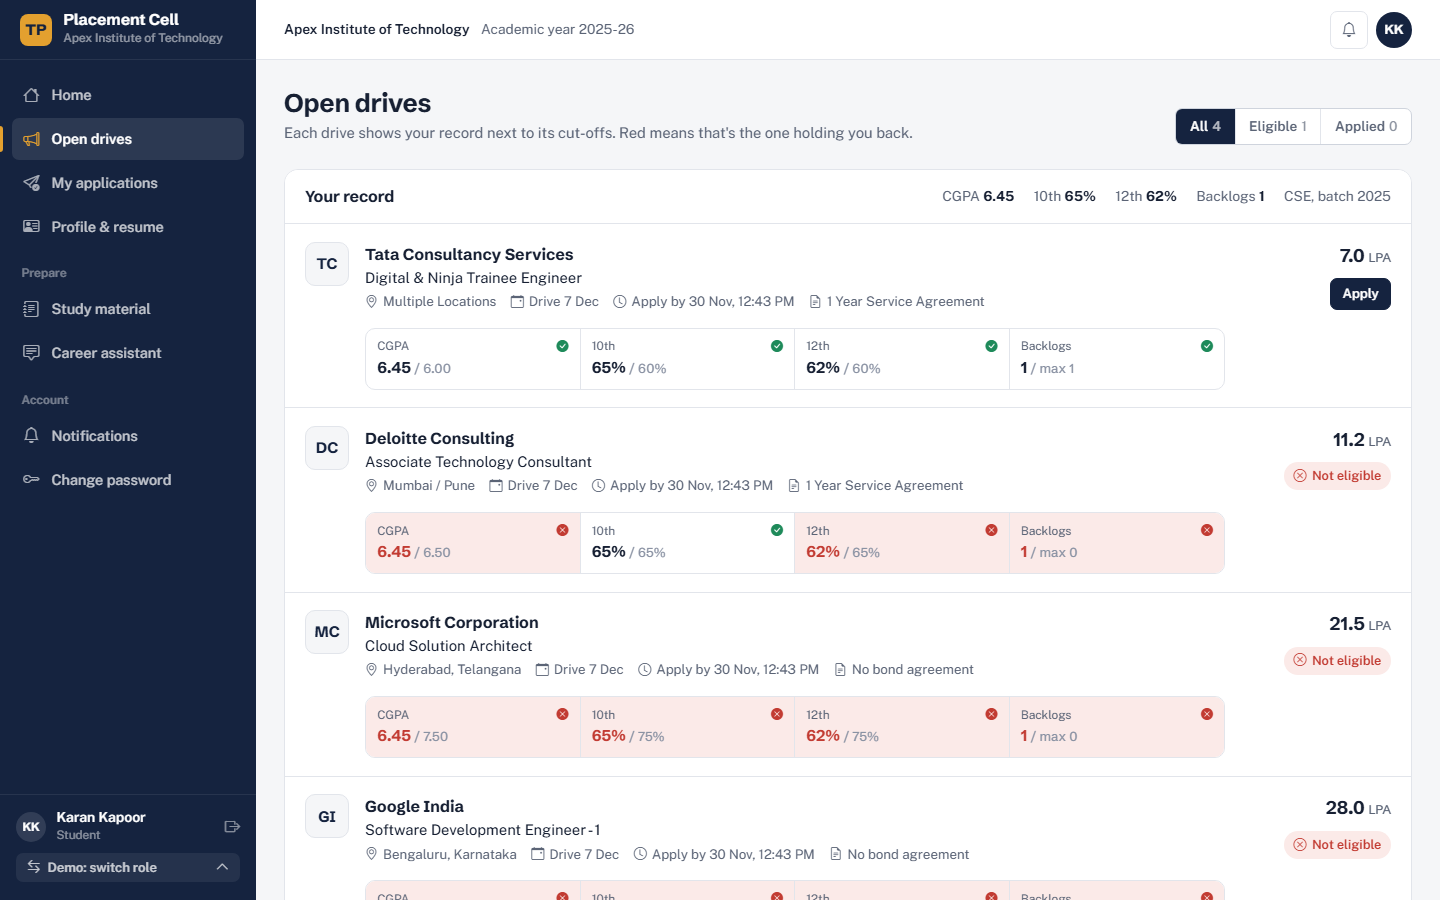 TP
Placement Cell
Apex Institute of Technology
Home
Open drives
My applications
Profile & resume
Prepare
Study material
Career assistant
Account
Notifications
Change password
KK
Karan Kapoor
Student
Demo: switch role
Apex Institute of Technology Academic year 2025-26
KK
Open drives
Each drive shows your record next to its cut-offs. Red means that's the one holding you back.
All 4 Eligible 1 Applied 0
Your record
CGPA 6.45 10th 65% 12th 62% Backlogs 1 CSE, batch 2025
TC
Tata Consultancy Services
Digital & Ninja Trainee Engineer
Multiple Locations Drive 7 Dec Apply by 30 Nov, 12:43 PM 1 Year Service Agreement
7.0 LPA
Apply
CGPA 10th 12th Backlogs
6.45 / 6.00 65% / 60% 62% / 60% 1 / max 1
DC
Deloitte Consulting
Associate Technology Consultant
Mumbai / Pune Drive 7 Dec Apply by 30 Nov, 12:43 PM 1 Year Service Agreement
11.2 LPA
Not eligible
CGPA 10th 12th Backlogs
6.45 / 6.50 65% / 65% 62% / 65% 1 / max 0
MC
Microsoft Corporation
Cloud Solution Architect
Hyderabad, Telangana Drive 7 Dec Apply by 30 Nov, 12:43 PM No bond agreement
21.5 LPA
Not eligible
CGPA 10th 12th Backlogs
6.45 / 7.50 65% / 75% 62% / 75% 1 / max 0
GI
Google India
Software Development Engineer - 1
Bengaluru, Karnataka Drive 7 Dec Apply by 30 Nov, 12:43 PM No bond agreement
28.0 LPA
Not eligible
CGPA 10th 12th Backlogs